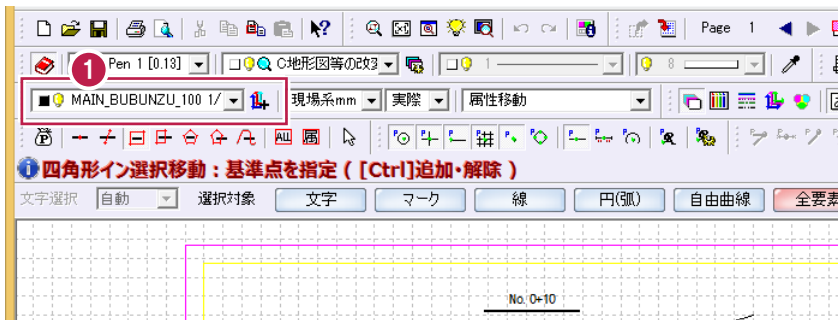 Page 1
1
Pen 1 [0.13] C地形図等の改ミ 1 8
MAIN_BUBUNZU_100 1/ 現場系mm 実際 属性移動
ALL 属
四角形イン選択移動：基準点を指定（ [Ctrl]追加・解除 ）
文字選択 自動 選択対象 文字 マーク 線 円(弧) 自由曲線 全要素
No. 0+10